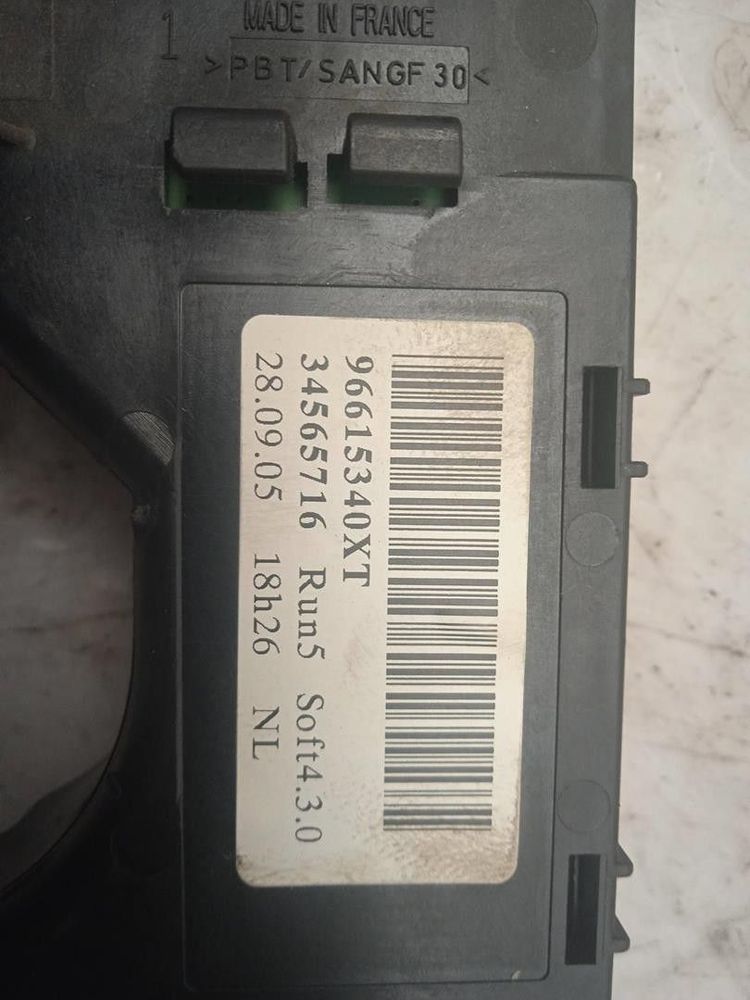 MADE IN FRANCE
1
>PBT/SANGF 30<
96615340XT
34565716 Run5 Soft4.3.0
28.09.05 18h26 NL